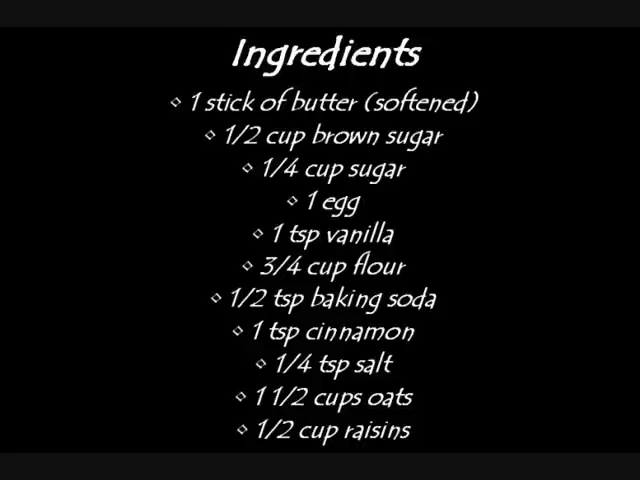 Ingredients
• 1 stick of butter (softened)
• 1/2 cup brown sugar
• 1/4 cup sugar
• 1 egg
• 1 tsp vanilla
• 3/4 cup flour
• 1/2 tsp baking soda
• 1 tsp cinnamon
• 1/4 tsp salt
• 1 1/2 cups oats
• 1/2 cup raisins